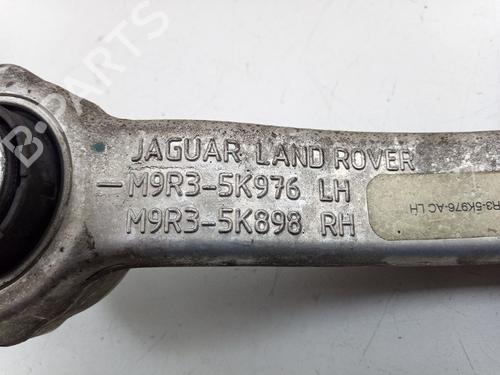 B-PARTS
JAGUAR LAND ROVER
—M9R3-5K976 LH
M9R3-5K898 RH
R3-5K976-AC LH